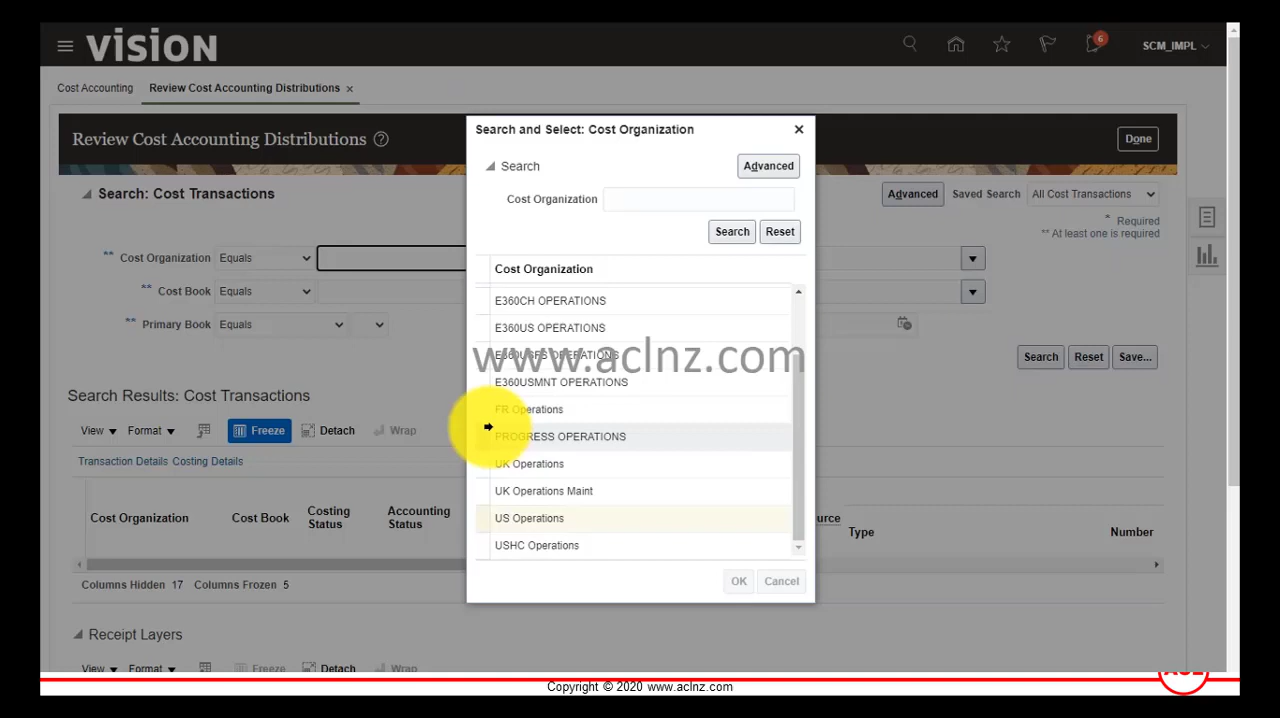 vision
6
SCM_IMPL
Cost Accounting
Review Cost Accounting Distributions ×
Review Cost Accounting Distributions ?
Done
Search: Cost Transactions
Advanced
Saved Search
All Cost Transactions
* Required
** At least one is required
** Cost Organization
Equals
** Cost Book
Equals
** Primary Book
Equals
Search
Reset
Save...
Search Results: Cost Transactions
View
Format
Freeze
Detach
Wrap
Transaction Details
Costing Details
Cost Organization
Cost Book
Costing
Status
Accounting
Status
Type
Number
Columns Hidden 17
Columns Frozen 5
Receipt Layers
View
Format
Freeze
Detach
Wrap
Search and Select: Cost Organization
×
Search
Advanced
Cost Organization
Search
Reset
Cost Organization
E360CH OPERATIONS
E360US OPERATIONS
www.aclnz.com
E360USMNT OPERATIONS
FR Operations
PROGRESS OPERATIONS
UK Operations
UK Operations Maint
US Operations
USHC Operations
OK
Cancel
Copyright © 2020 www.aclnz.com